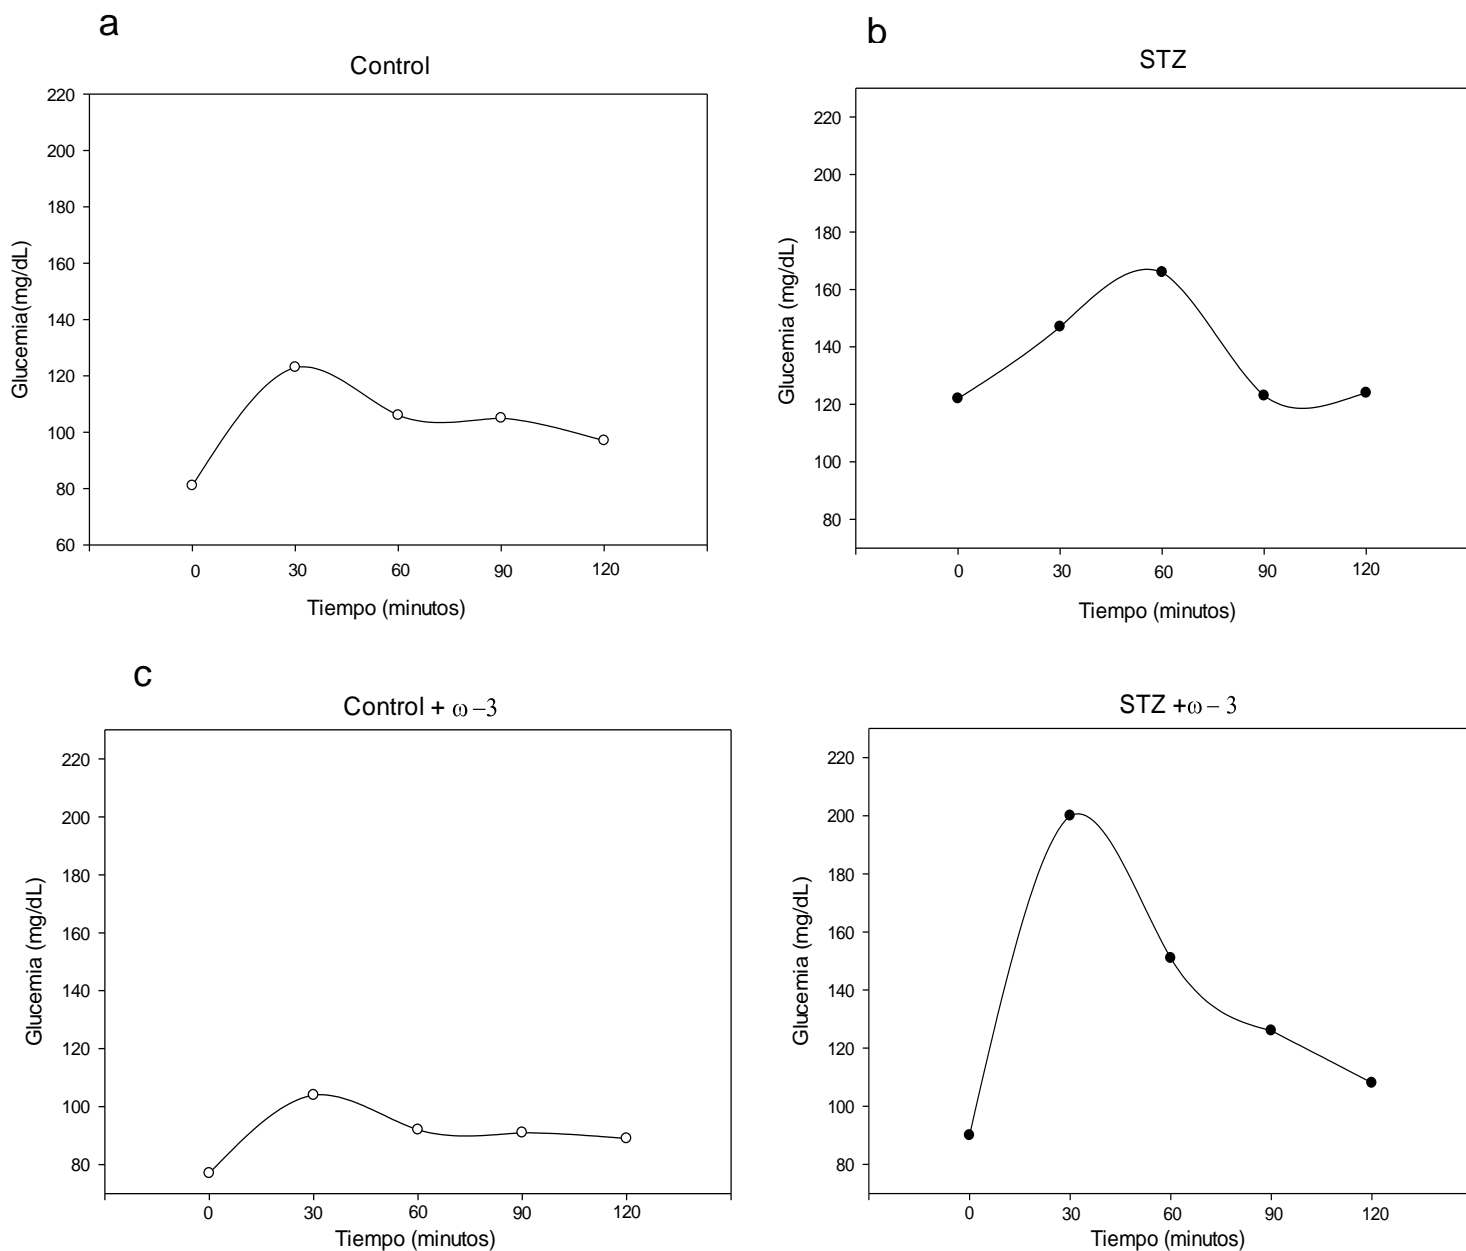 a
Control
220
200
180
160
140
120
100
80
60
Glucemia(mg/dL)
0 30 60 90 120
Tiempo (minutos)
b
STZ
220
200
180
160
140
120
100
80
Glucemia (mg/dL)
0 30 60 90 120
Tiempo (minutos)
c
Control + ω −3
220
200
180
160
140
120
100
80
Glucemia (mg/dL)
0 30 60 90 120
Tiempo (minutos)
STZ +ω − 3
220
200
180
160
140
120
100
80
Glucemia (mg/dL)
0 30 60 90 120
Tiempo (minutos)